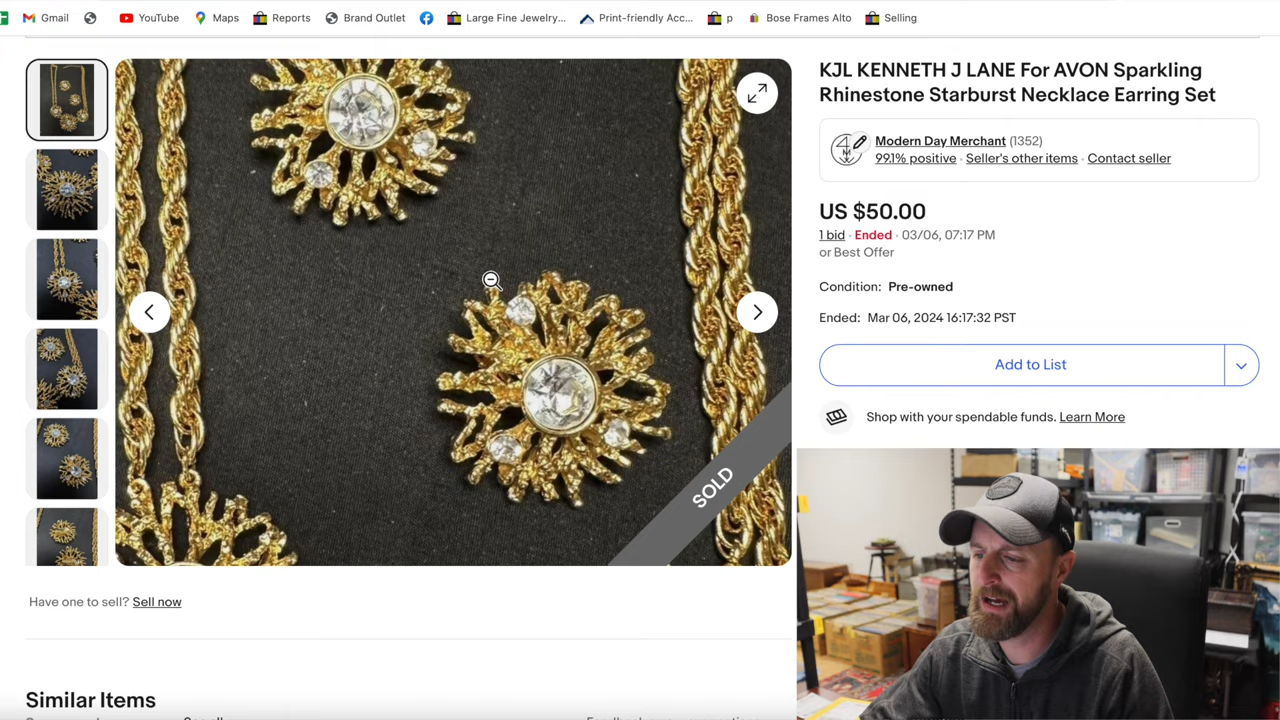 Gmail
YouTube
Maps
Reports
Brand Outlet
Large Fine Jewelry...
Print-friendly Acc...
p
Bose Frames Alto
Selling
KJL KENNETH J LANE For AVON Sparkling
Rhinestone Starburst Necklace Earring Set
Modern Day Merchant (1352)
99.1% positive · Seller's other items · Contact seller
US $50.00
1 bid · Ended · 03/06, 07:17 PM
or Best Offer
Condition: Pre-owned
Ended: Mar 06, 2024 16:17:32 PST
Add to List
Shop with your spendable funds. Learn More
SOLD
Have one to sell? Sell now
Similar Items